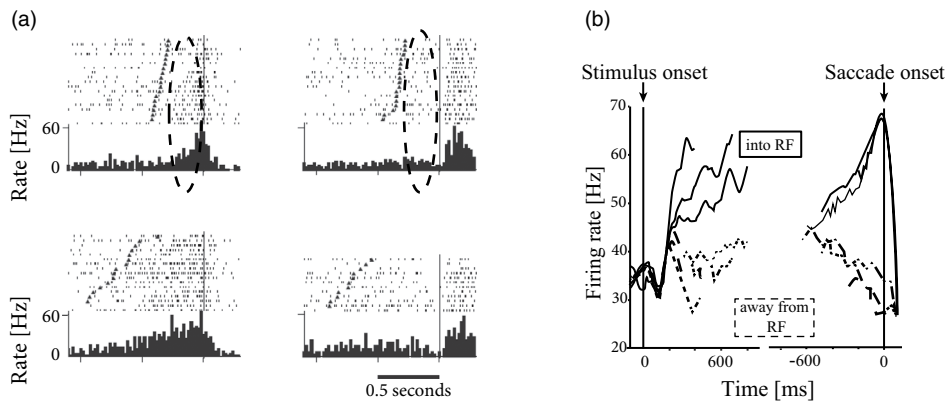 (a)
Rate [Hz]
60
0
Rate [Hz]
60
0
0.5 seconds
(b)
Stimulus onset
Saccade onset
70
60
50
40
30
20
Firing rate [Hz]
into RF
away from
RF
0
600
-600
0
Time [ms]